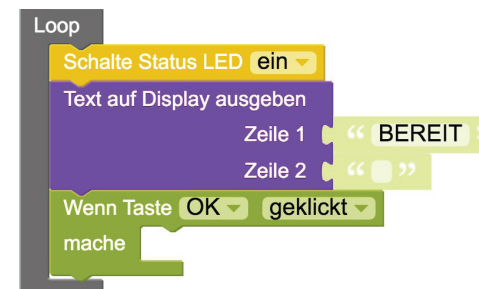 Loop
Schalte Status LED ein
Text auf Display ausgeben
Zeile 1 “ BEREIT
Zeile 2 “ ”
Wenn Taste OK geklickt
mache